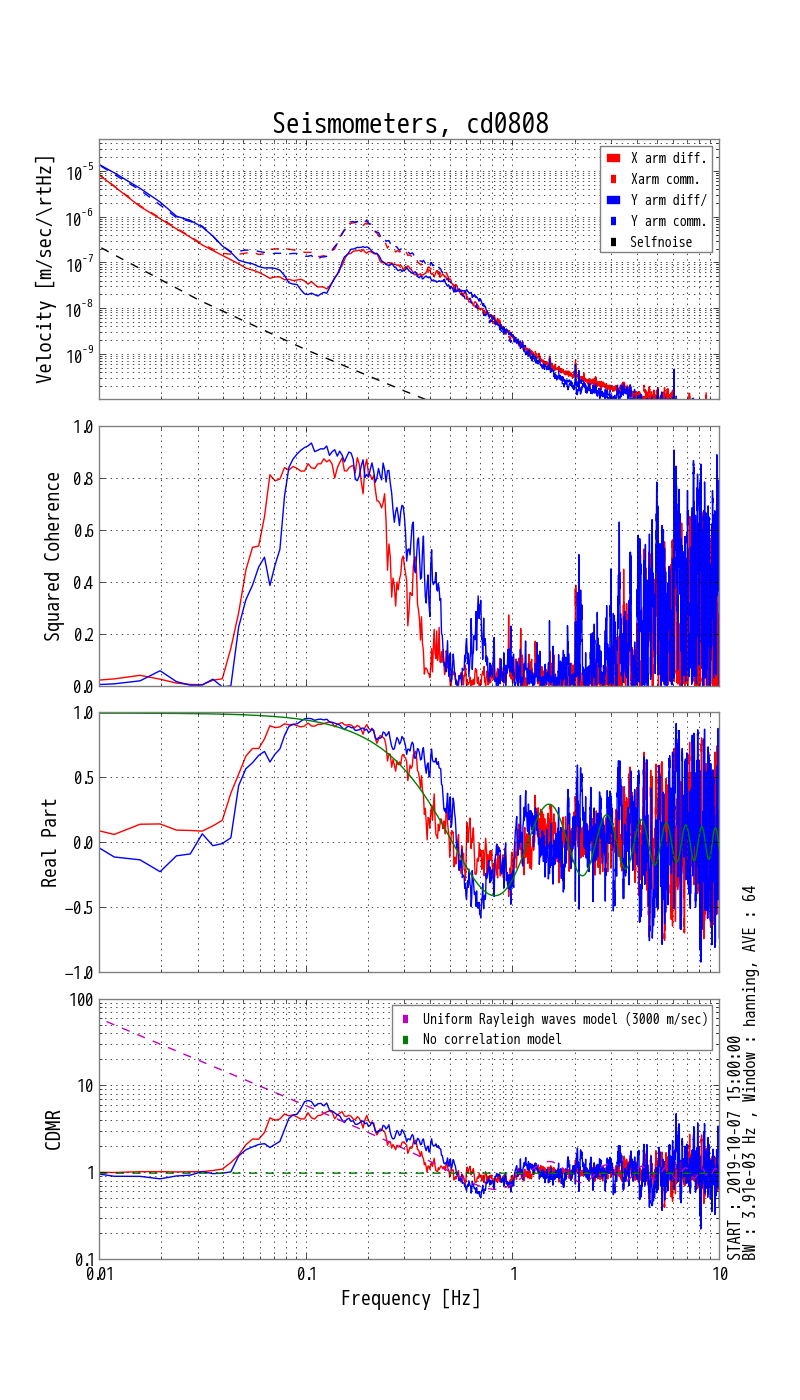 Seismometers, cd0808
Velocity [m/sec/\rtHz]
10^-5
10^-6
10^-7
10^-8
10^-9
X arm diff.
Xarm comm.
Y arm diff/
Y arm comm.
Selfnoise
Squared Coherence
1.0
0.8
0.6
0.4
0.2
0.0
Real Part
1.0
0.5
0.0
−0.5
−1.0
CDMR
100
10
1
0.1
Uniform Rayleigh waves model (3000 m/sec)
No correlation model
0.01
0.1
1
10
Frequency [Hz]
START : 2019-10-07 15:00:00
BW : 3.91e-03 Hz , Window : hanning, AVE : 64